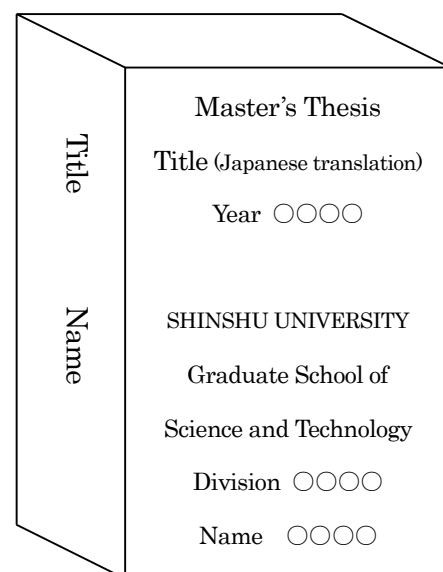 Title
Name
Master’s Thesis
Title (Japanese translation)
Year ○○○○
SHINSHU UNIVERSITY
Graduate School of
Science and Technology
Division ○○○○
Name ○○○○